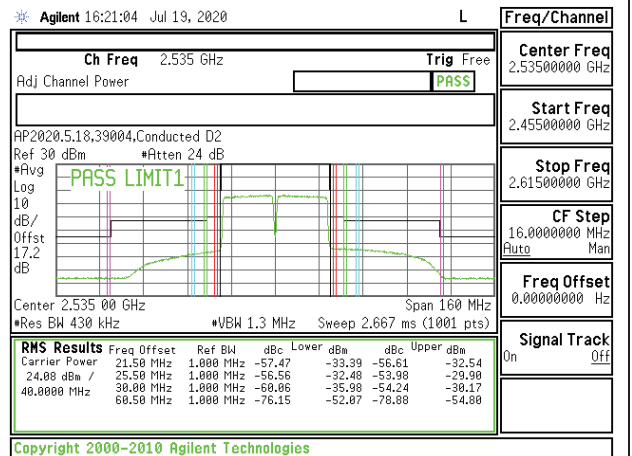 Agilent 16:21:04 Jul 19, 2020 L
Freq/Channel
Ch Freq 2.535 GHz Trig Free
Adj Channel Power PASS
Center Freq
2.53500000 GHz
Start Freq
2.45500000 GHz
Stop Freq
2.61500000 GHz
CF Step
16.0000000 MHz
Auto Man
Freq Offset
0.00000000 Hz
Signal Track
On Off
AP2020.5.18,39004,Conducted D2
Ref 30 dBm #Atten 24 dB
#Avg
Log
10
dB/
Offst
17.2
dB
PASS LIMIT1
Center 2.535 00 GHz Span 160 MHz
#Res BW 430 kHz #VBW 1.3 MHz Sweep 2.667 ms (1001 pts)
RMS Results Freq Offset Ref BW dBc Lower dBm dBc Upper dBm
Carrier Power 21.50 MHz 1.000 MHz -57.47 -33.39 -56.61 -32.54
24.08 dBm / 25.50 MHz 1.000 MHz -56.56 -32.48 -53.98 -29.90
40.0000 MHz 30.00 MHz 1.000 MHz -60.06 -35.98 -54.24 -30.17
60.50 MHz 1.000 MHz -76.15 -52.07 -78.88 -54.80
Copyright 2000-2010 Agilent Technologies